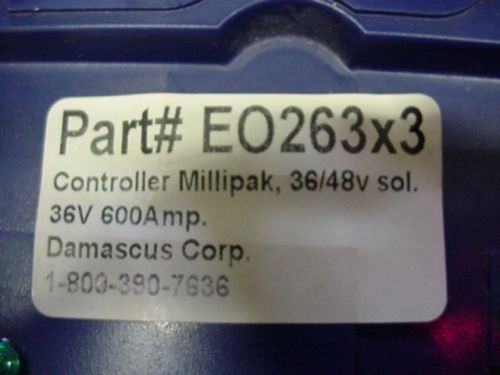 Part# EO263x3
Controller Millipak, 36/48v sol.
36V 600Amp.
Damascus Corp.
1-800-390-7636